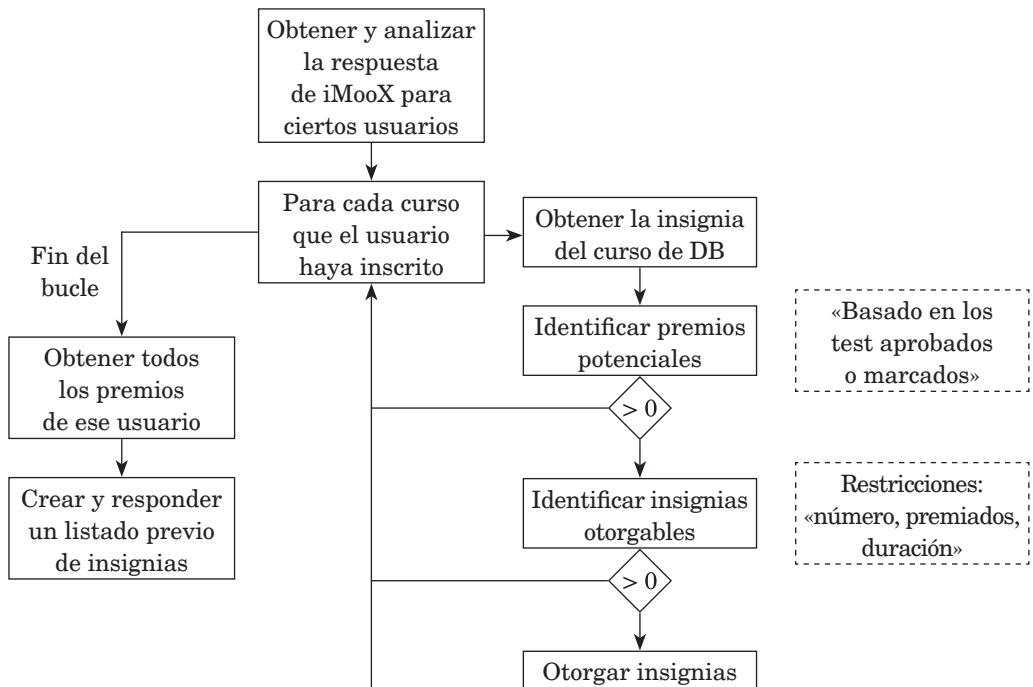 Obtener y analizar
la respuesta
de iMooX para
ciertos usuarios
Para cada curso
que el usuario
haya inscrito
Obtener la insignia
del curso de DB
Fin del
bucle
Identificar premios
potenciales
«Basado en los
test aprobados
o marcados»
Obtener todos
los premios
de ese usuario
> 0
Crear y responder
un listado previo
de insignias
Identificar insignias
otorgables
Restricciones:
«número, premiados,
duración»
> 0
Otorgar insignias